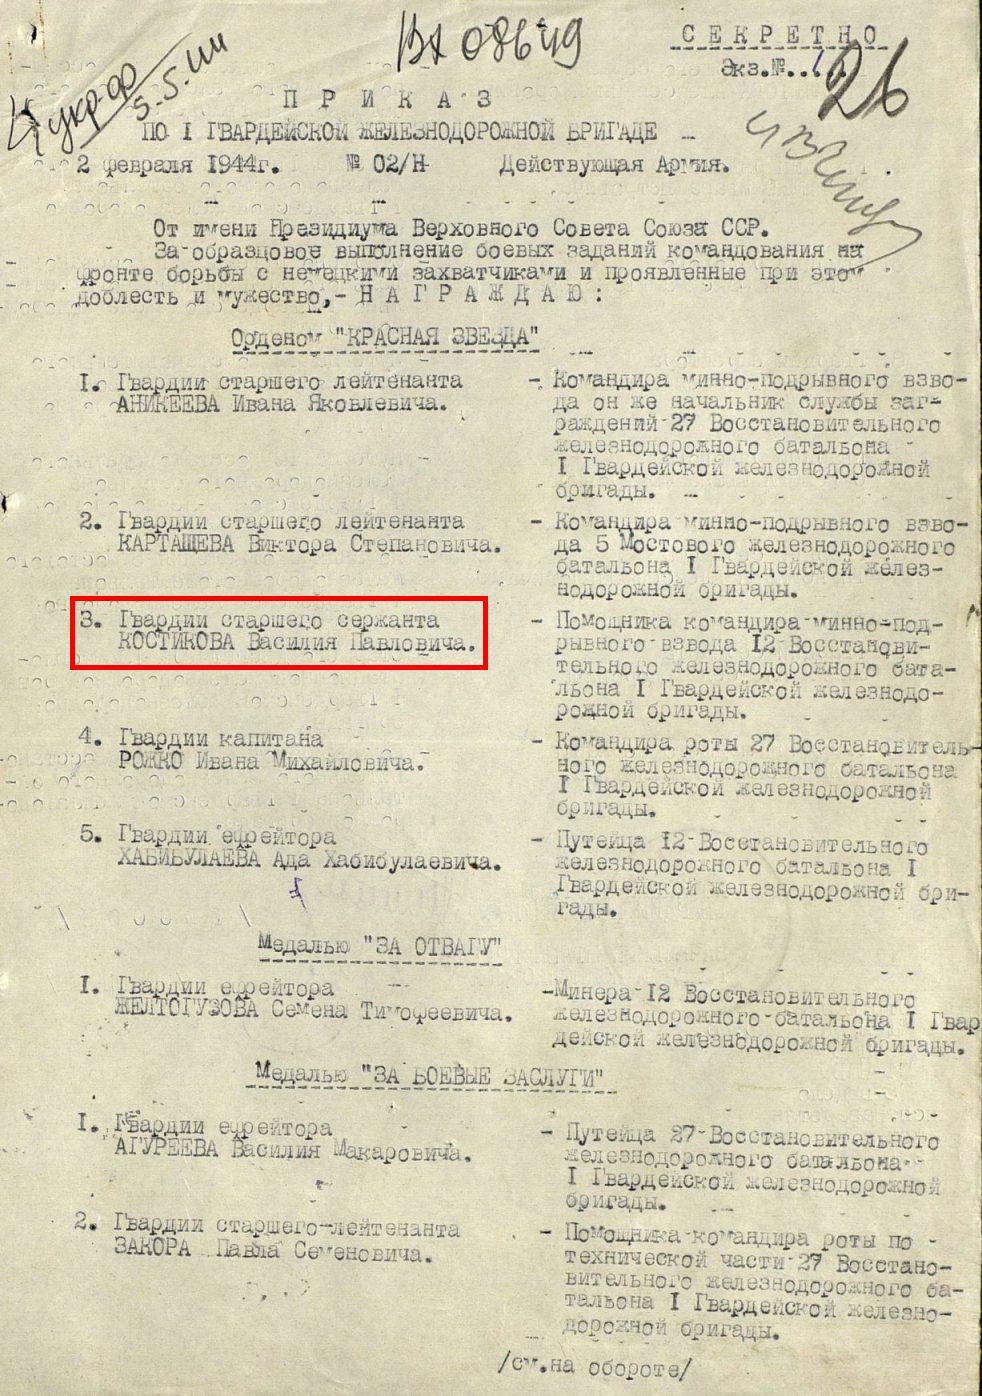 Вх 08649
СЕКРЕТНО
Экз.№..1..
26
укр.фр
5.5.44
ПРИКАЗ
ПО I ГВАРДЕЙСКОЙ ЖЕЛЕЗНОДОРОЖНОЙ БРИГАДЕ
2 февраля 1944г. № 02/Н Действующая Армия.
От имени Президиума Верховного Совета Союза ССР.
За образцовое выполнение боевых заданий командования на
фронте борьбы с немецкими захватчиками и проявленные при этом
доблесть и мужество,- НАГРАЖДАЮ:
Орденом "КРАСНАЯ ЗВЕЗДА"
1. Гвардии старшего лейтенанта - Командира минно-подрывного взво-
АНИКЕЕВА Ивана Яковлевича. да он же начальник службы заг-
раждений 27 Восстановительного
железнодорожного батальона
I Гвардейской железнодорожной
бригады.
2. Гвардии старшего лейтенанта - Командира минно-подрывного взво-
КАРТАЩЕВА Виктора Степановича. да 5 Мостового железнодорожного
батальона I Гвардейской желез-
нодорожной бригады.
3. Гвардии старшего сержанта - Помощника командира минно-под-
КОСТИКОВА Василия Павловича. рывного взвода 12 Восстанови-
тельного железнодорожного бата-
льона I Гвардейской железнодо-
рожной бригады.
4. Гвардии капитана - Командира роты 27 Восстановитель-
РОЖКО Ивана Михайловича. ного железнодорожного батальона
I Гвардейской железнодорожной
бригады.
5. Гвардии ефрейтора - Путейца 12 Восстановительного
ХАБИБУЛАЕВА Ада Хабибулаевича. железнодорожного батальона I
Гвардейской железнодорожной бри-
гады.
Медалью "ЗА ОТВАГУ"
1. Гвардии ефрейтора -Минера 12 Восстановительного
ЖЕЛТОГУЗОВА Семена Тимофеевича. железнодорожного батальона I Гвар
дейской железнодорожной бригады.
Медалью "ЗА БОЕВЫЕ ЗАСЛУГИ"
1. Гвардии ефрейтора - Путейца 27 Восстановительного
АГУРЕЕВА Василия Макаровича. железнодорожного батальона
I Гвардейской железнодорожной
бригады.
2. Гвардии старшего-лейтенанта - Помощника командира роты по -
ЗАКОРА Павла Семеновича. технической части 27 Восстано-
вительного железнодорожного ба-
тальона I Гвардейской железно-
дорожной бригады.
/см.на обороте/